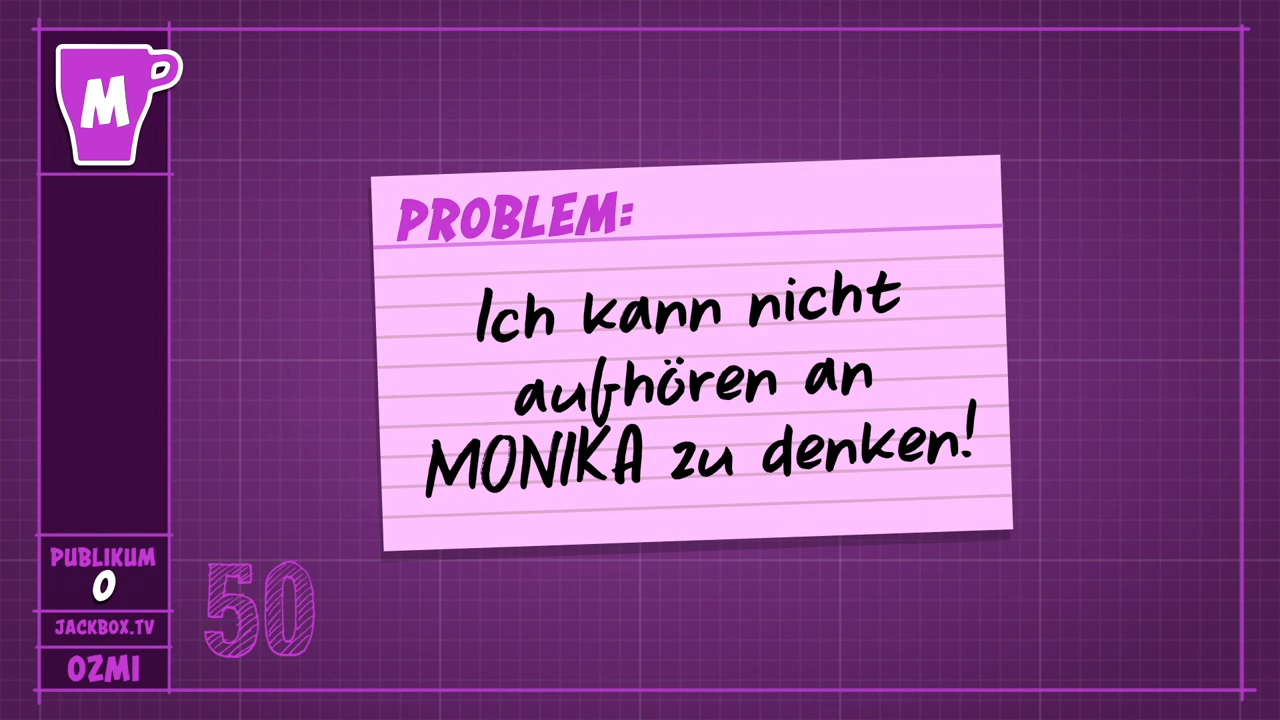 M
PROBLEM:
Ich kann nicht
aufhören an
MONIKA zu denken!
PUBLIKUM
0
JACKBOX.TV
OZMI
50